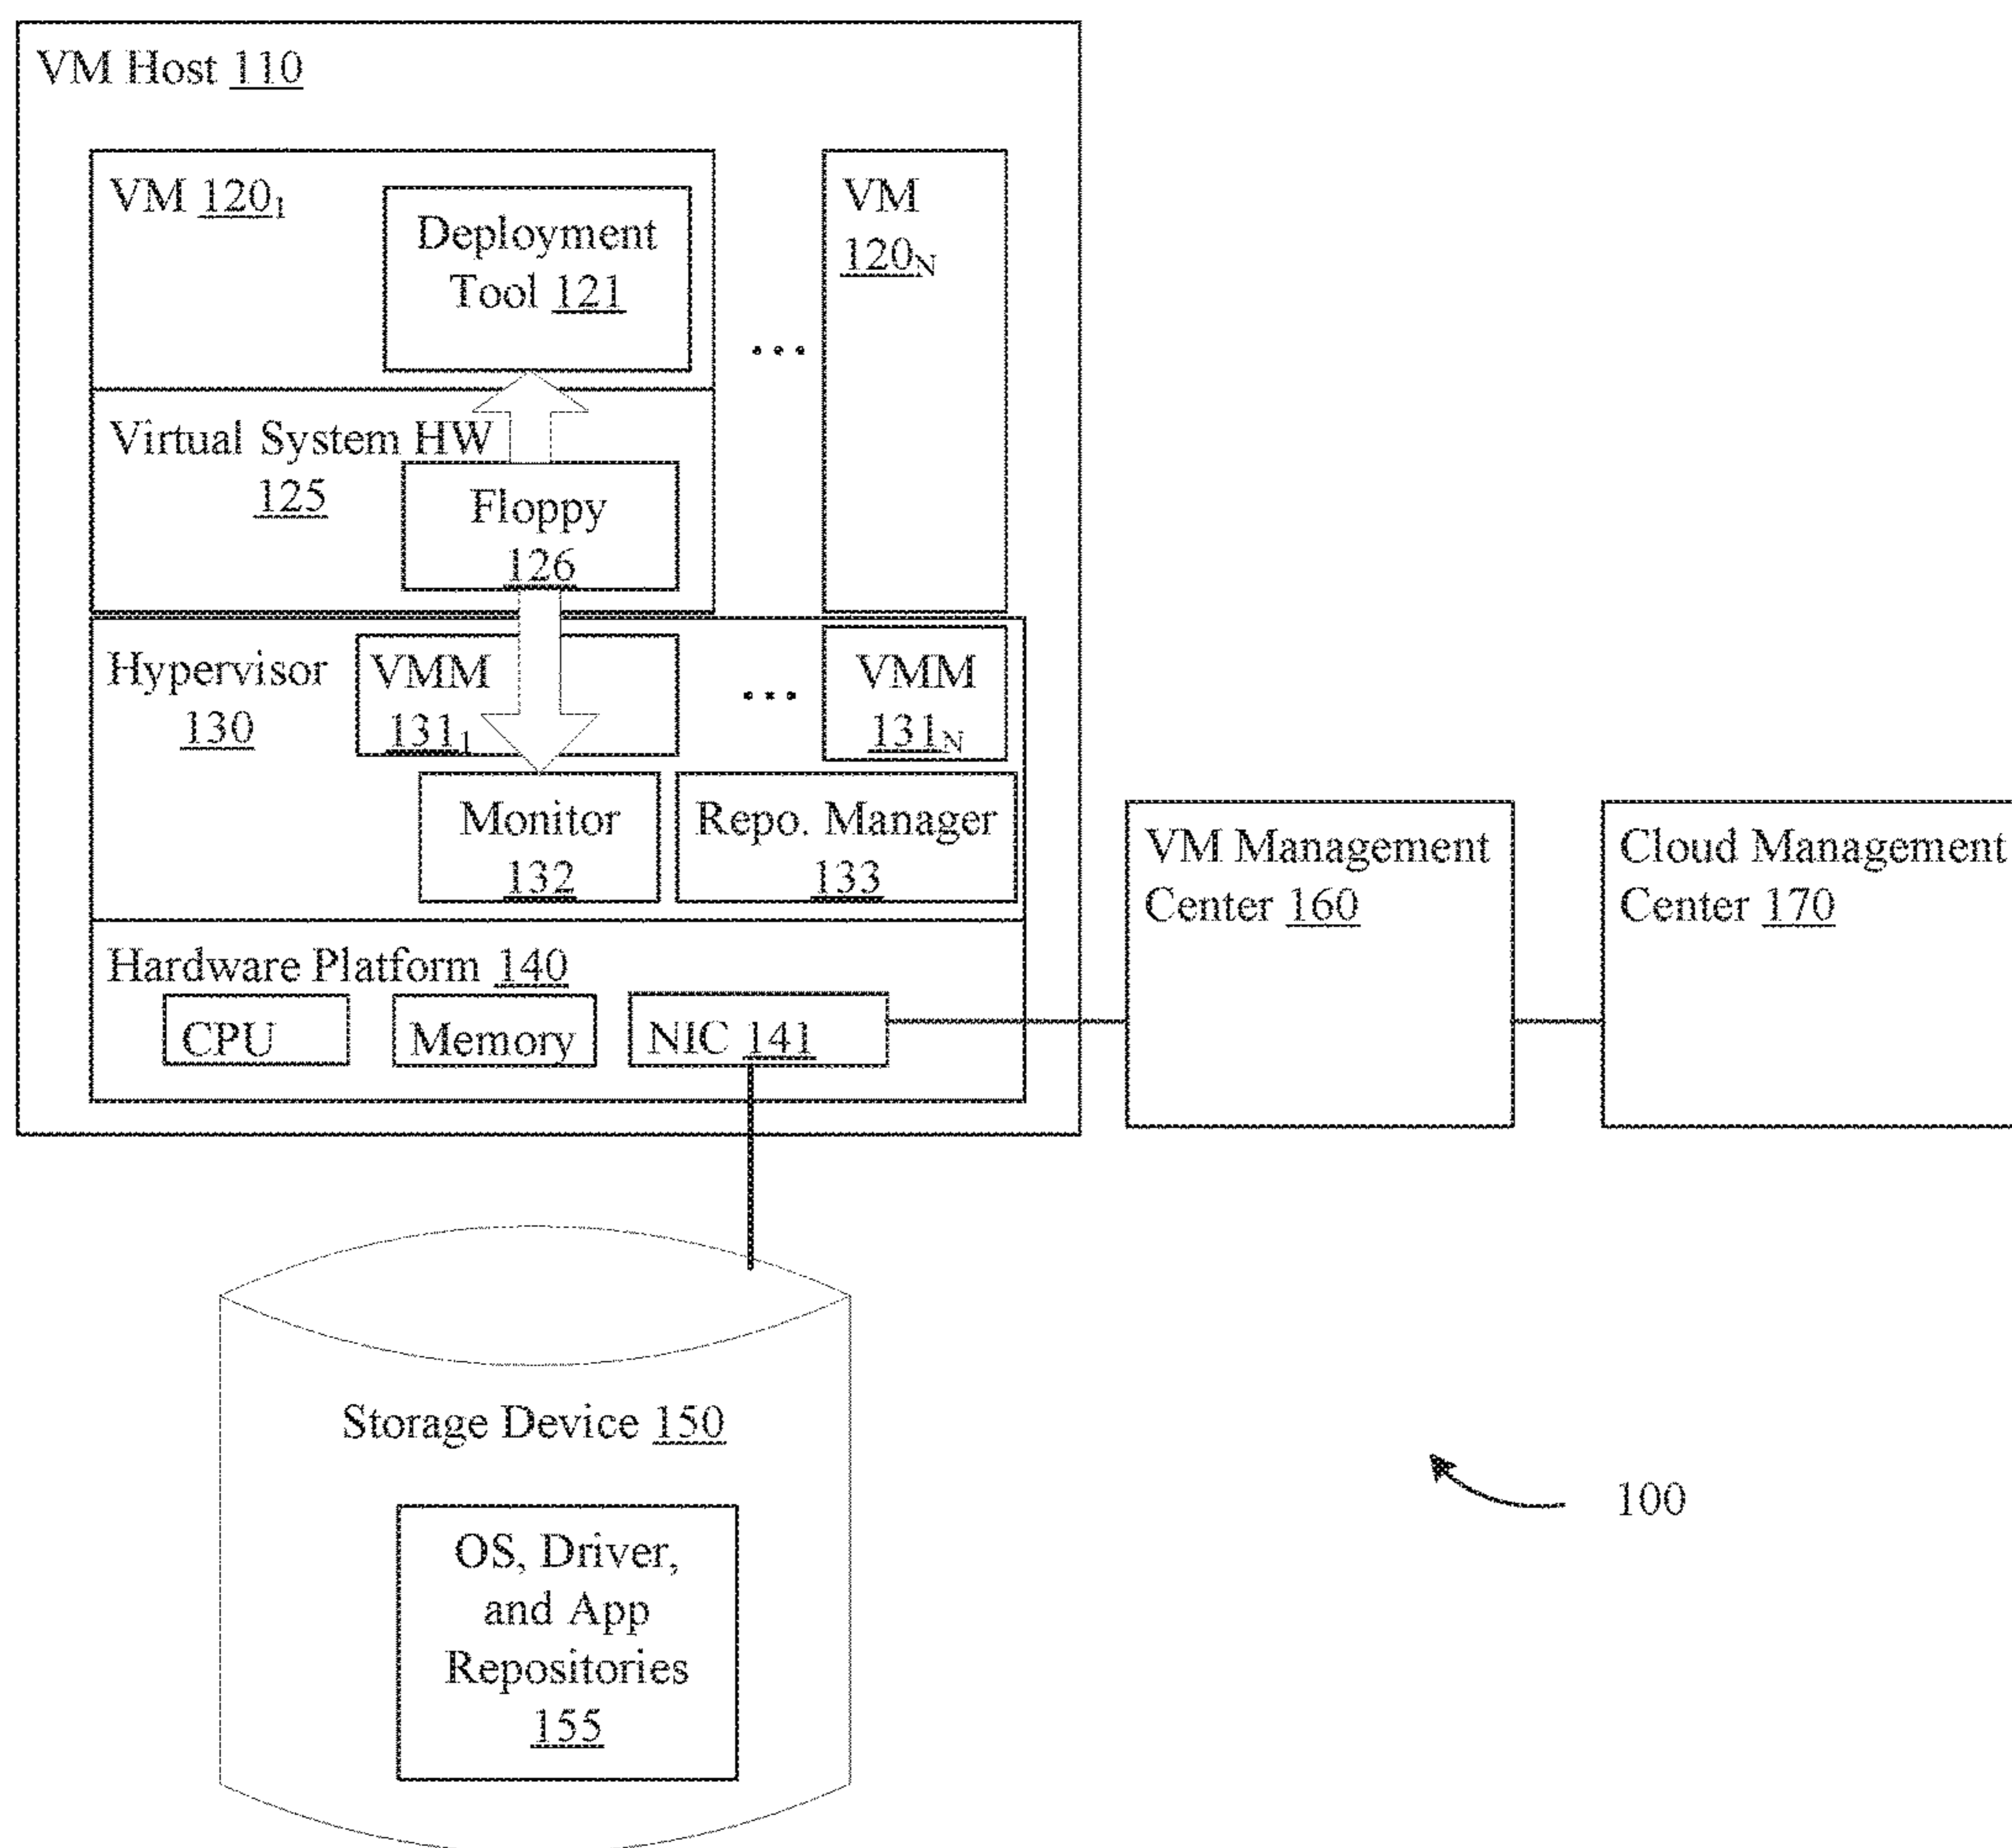 VM Host 110
VM 120₁
Deployment
Tool 121
VM
120N
...
Virtual System HW
125
Floppy
126
Hypervisor
130
VMM
131₁
...
VMM
131N
Monitor
132
Repo. Manager
133
Hardware Platform 140
CPU
Memory
NIC 141
VM Management
Center 160
Cloud Management
Center 170
Storage Device 150
OS, Driver,
and App
Repositories
155
100